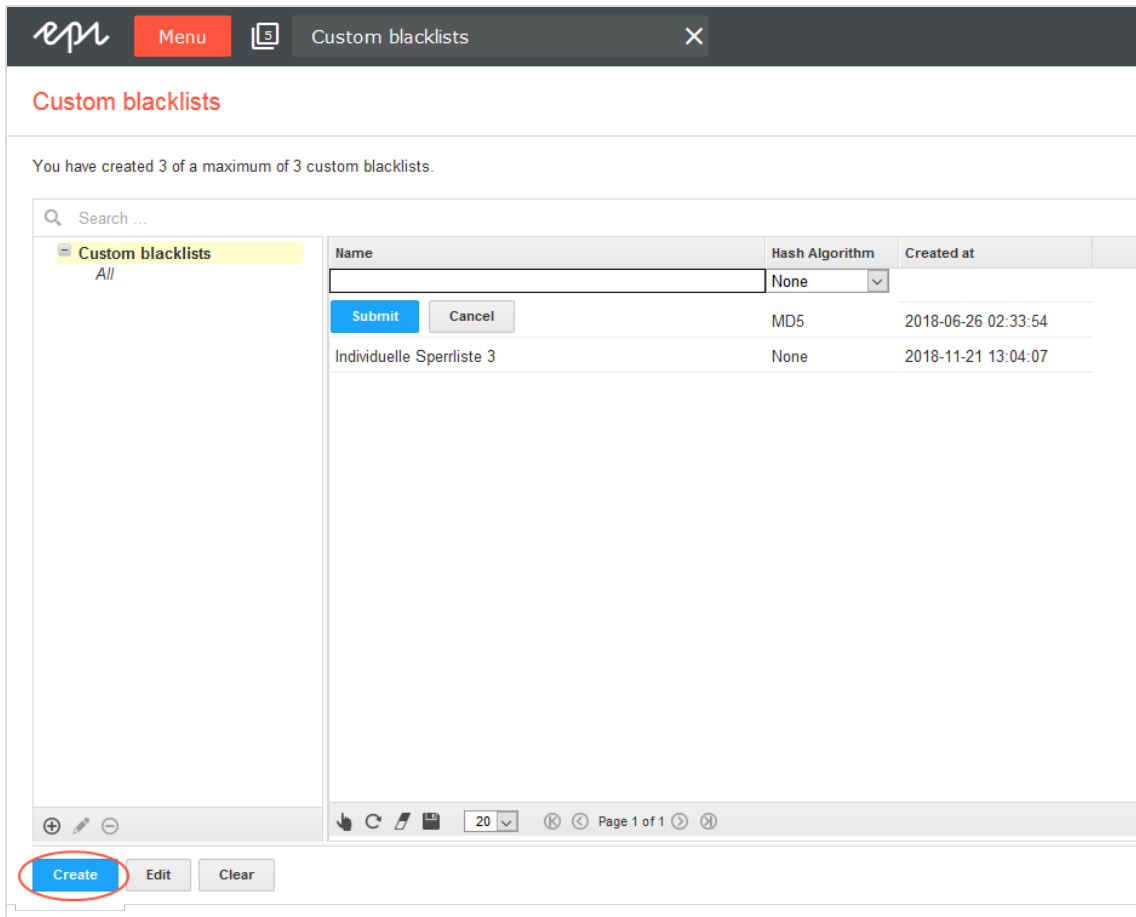 epi Menu 5 Custom blacklists
Custom blacklists
You have created 3 of a maximum of 3 custom blacklists.
Search ...
Custom blacklists
All
Name Hash Algorithm Created at
None
Submit Cancel MD5 2018-06-26 02:33:54
Individuelle Sperrliste 3 None 2018-11-21 13:04:07
20 Page 1 of 1
Create Edit Clear